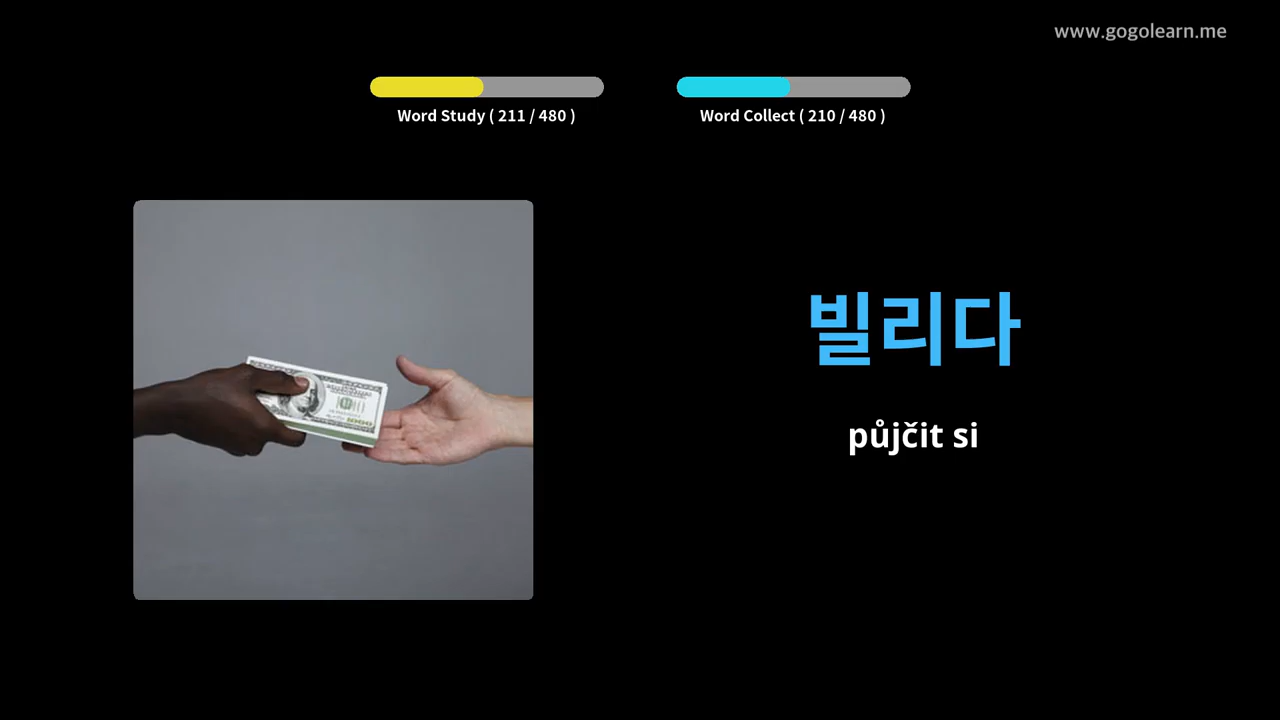 www.gogolearn.me
Word Study ( 211 / 480 )
Word Collect ( 210 / 480 )
빌리다
půjčit si